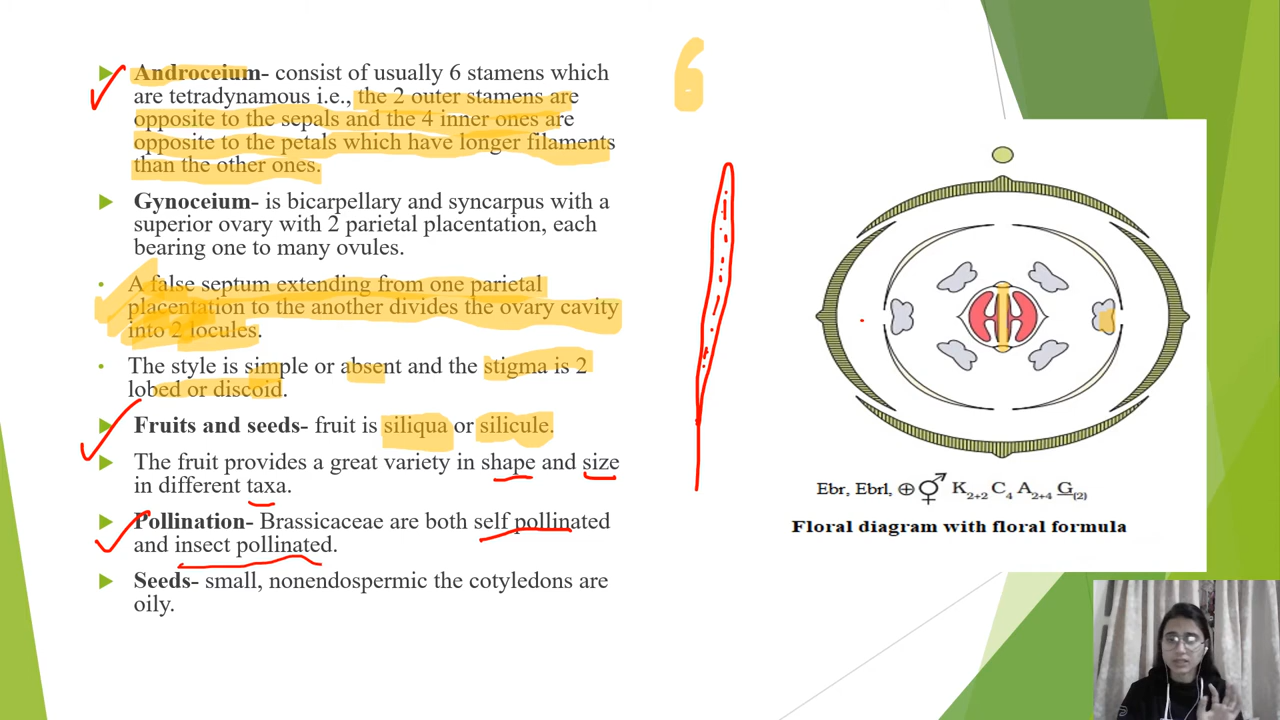 Androceium- consist of usually 6 stamens which
are tetradynamous i.e., the 2 outer stamens are
opposite to the sepals and the 4 inner ones are
opposite to the petals which have longer filaments
than the other ones.
Gynoceium- is bicarpellary and syncarpus with a
superior ovary with 2 parietal placentation, each
bearing one to many ovules.
A false septum extending from one parietal
placentation to the another divides the ovary cavity
into 2 locules.
The style is simple or absent and the stigma is 2
lobed or discoid.
Fruits and seeds- fruit is siliqua or silicule.
The fruit provides a great variety in shape and size
in different taxa.
Pollination- Brassicaceae are both self pollinated
and insect pollinated.
Seeds- small, nonendospermic the cotyledons are
oily.
6
Ebr, Ebrl, ⊕ ⚥ K2+2 C4 A2+4 G(2)
Floral diagram with floral formula